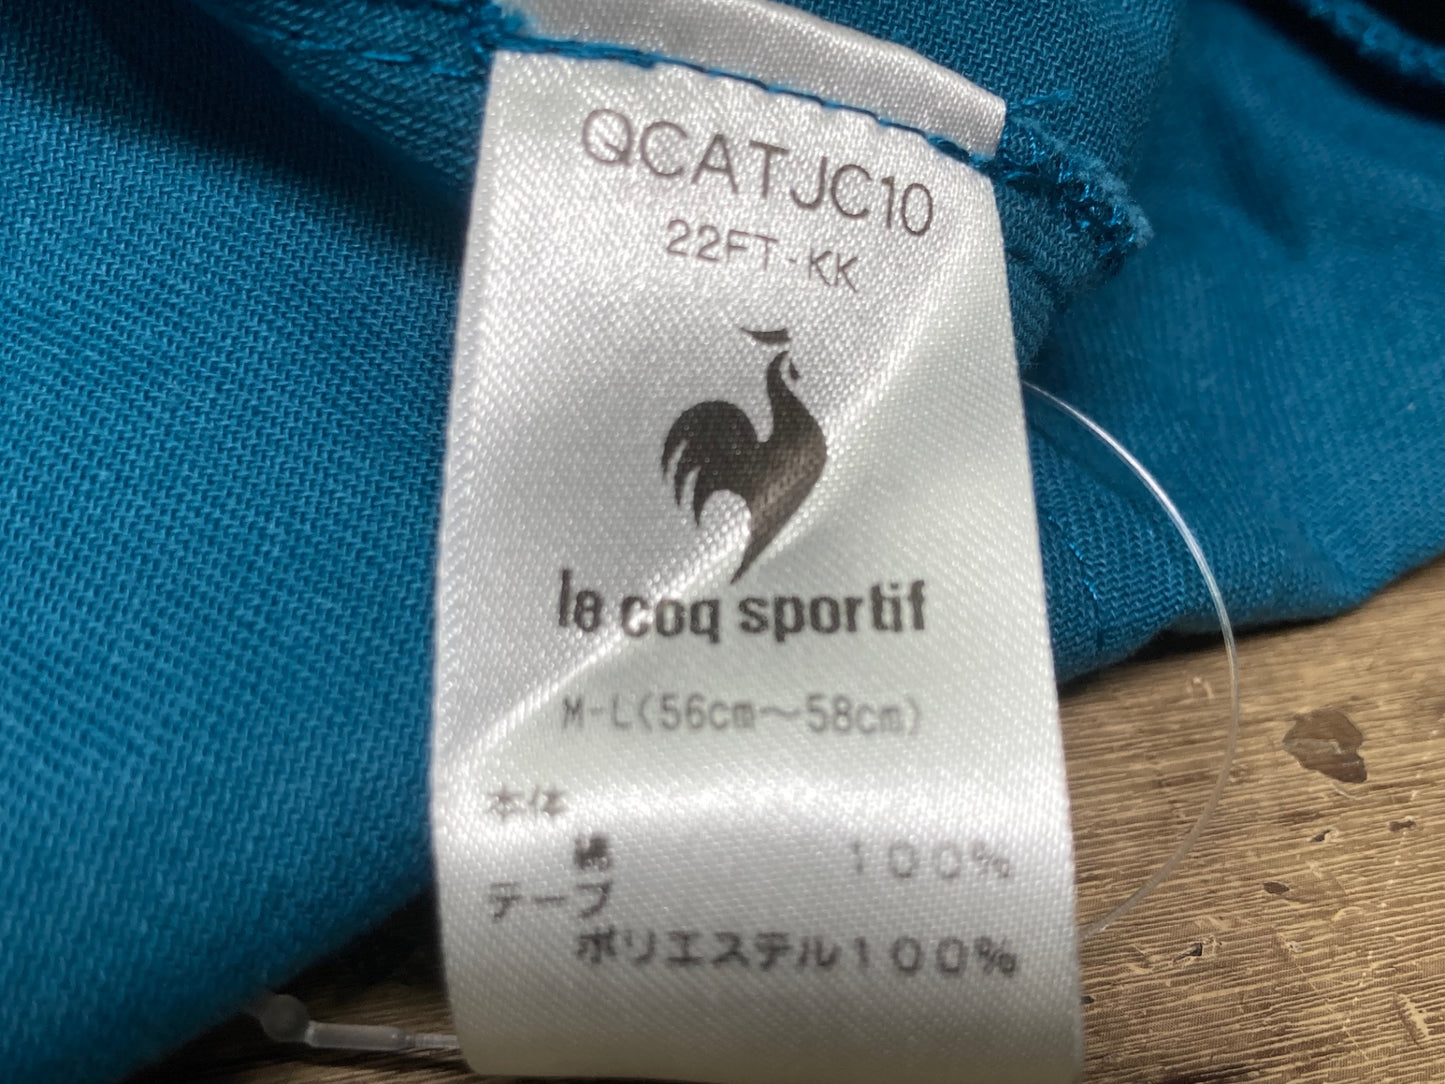 QCATJC10
22FT-KK
le coq sportif
M-L(56cm～58cm)
本体
綿 100%
テープ
ポリエステル100%